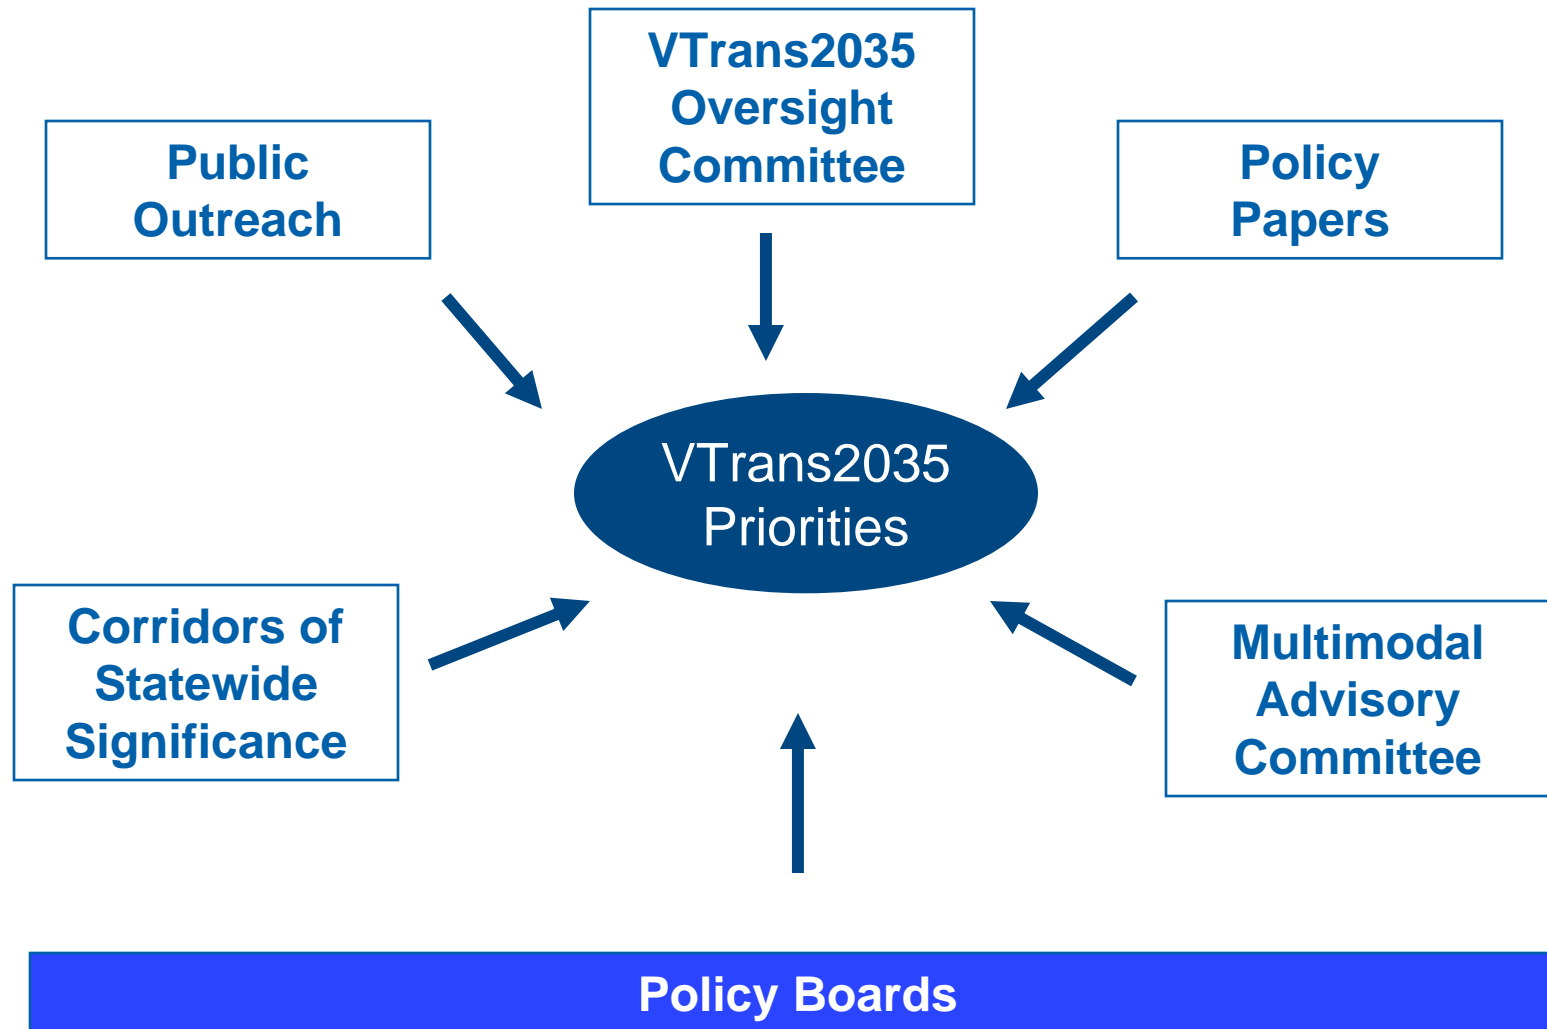 VTrans2035
Oversight
Committee
Public
Outreach
Policy
Papers
VTrans2035
Priorities
Corridors of
Statewide
Significance
Multimodal
Advisory
Committee
Policy Boards